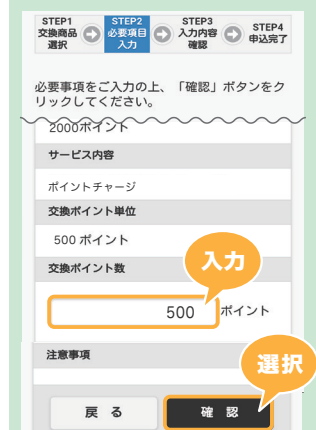 STEP1
交換商品
選択
STEP2
必要項目
入力
STEP3
入力内容
確認
STEP4
申込完了
必要事項をご入力の上、「確認」ボタンをク
リックしてください。
2000ポイント
サービス内容
ポイントチャージ
交換ポイント単位
500 ポイント
交換ポイント数
入力
500 ポイント
注意事項
選択
戻 る
確 認